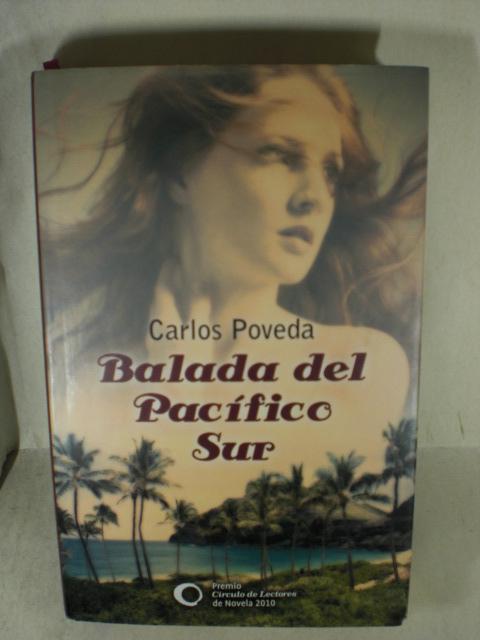 Carlos Poveda
Balada del
Pacífico
Sur
Premio
Círculo de Lectores
de Novela 2010